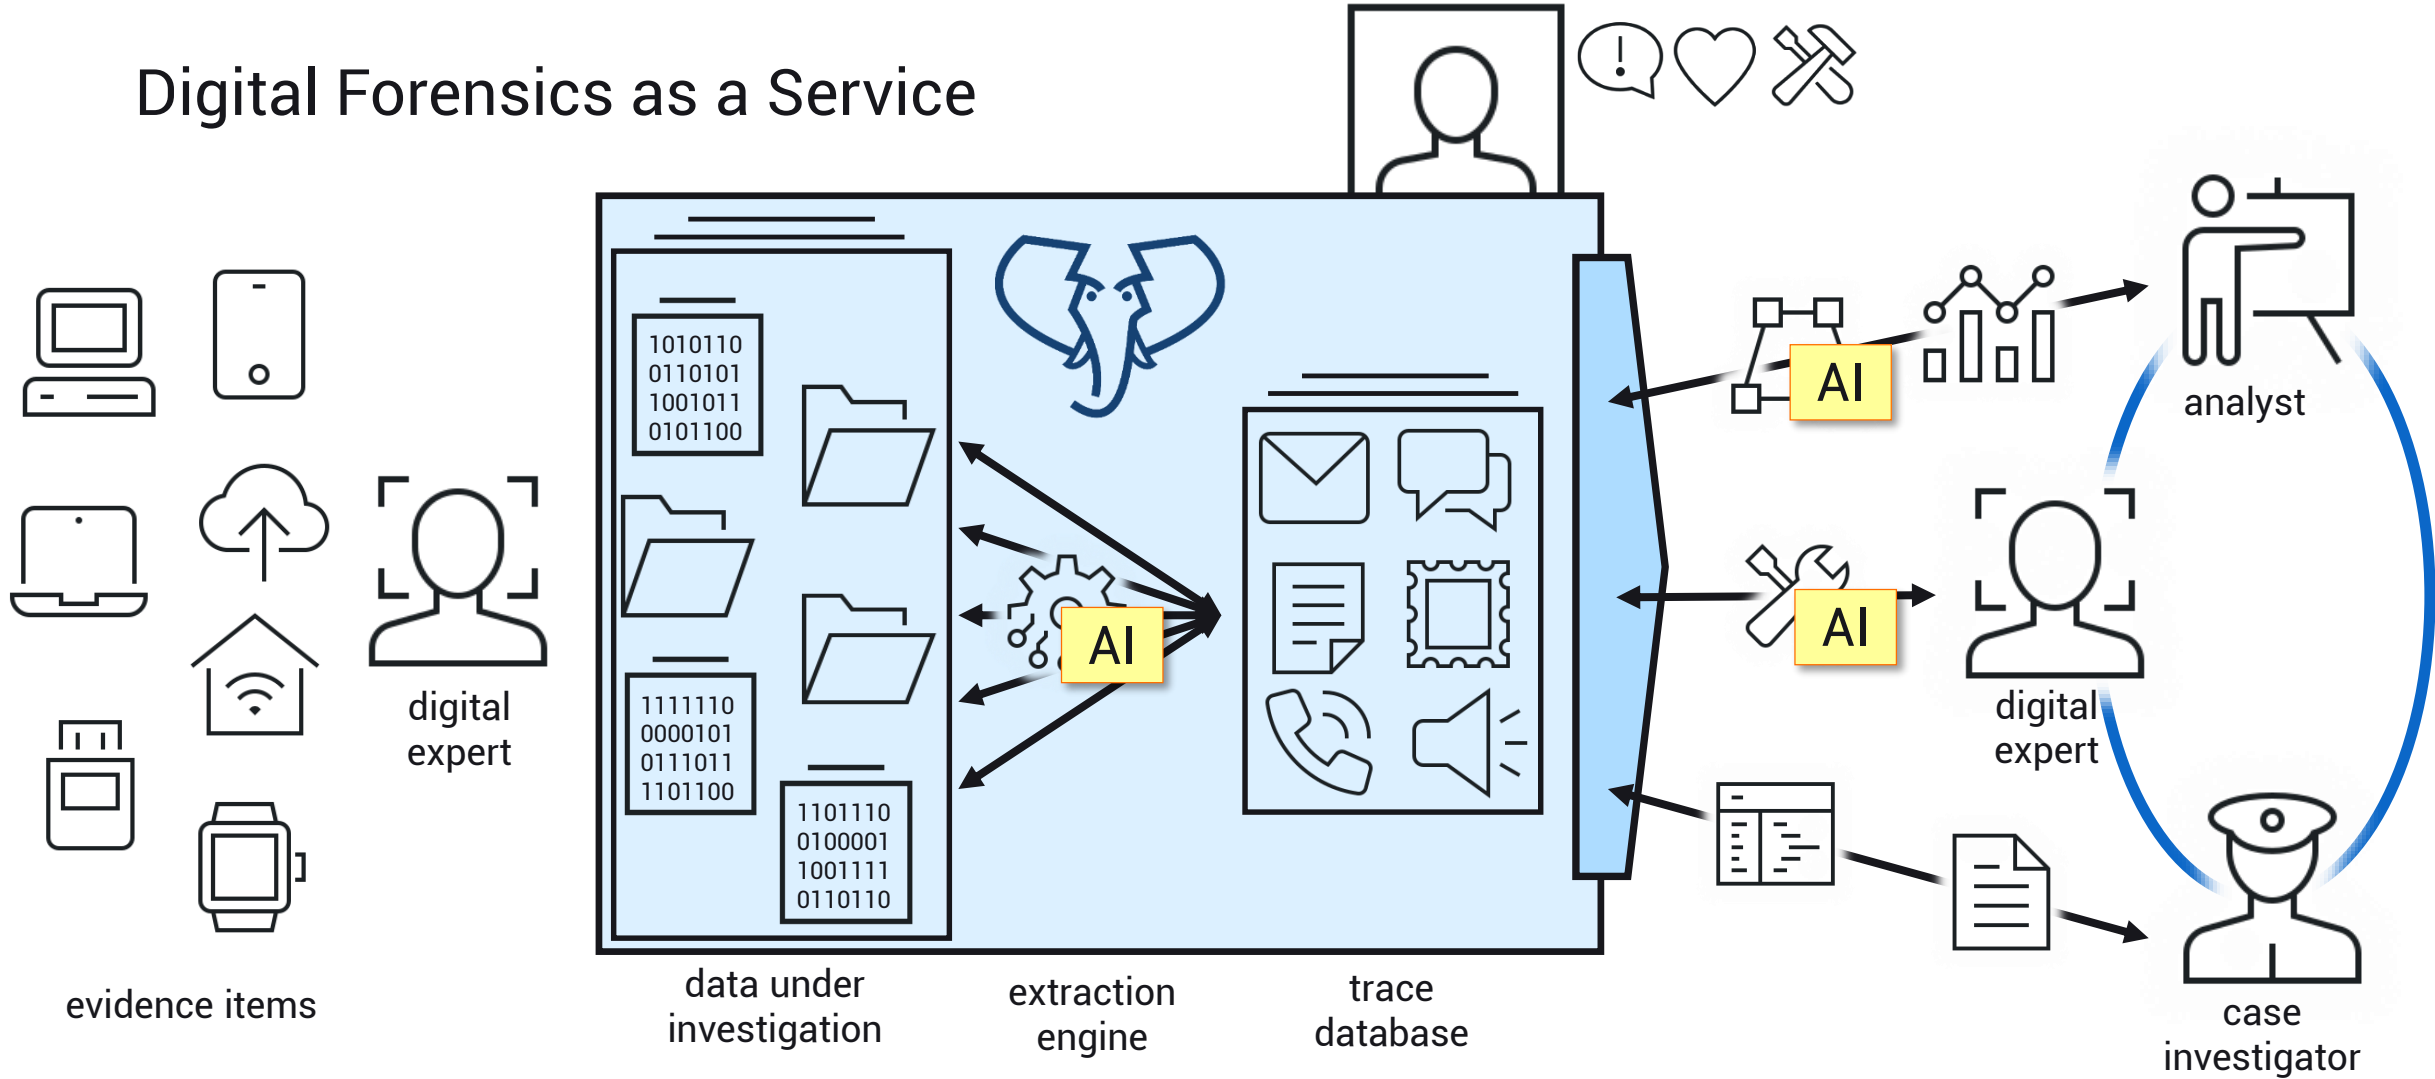 Digital Forensics as a Service
1010110
0110101
1001011
0101100
1111110
0000101
0111011
1101100
1101110
0100001
1001111
0110110
AI
AI
AI
analyst
digital
expert
digital
expert
case
investigator
evidence items
data under
investigation
extraction
engine
trace
database